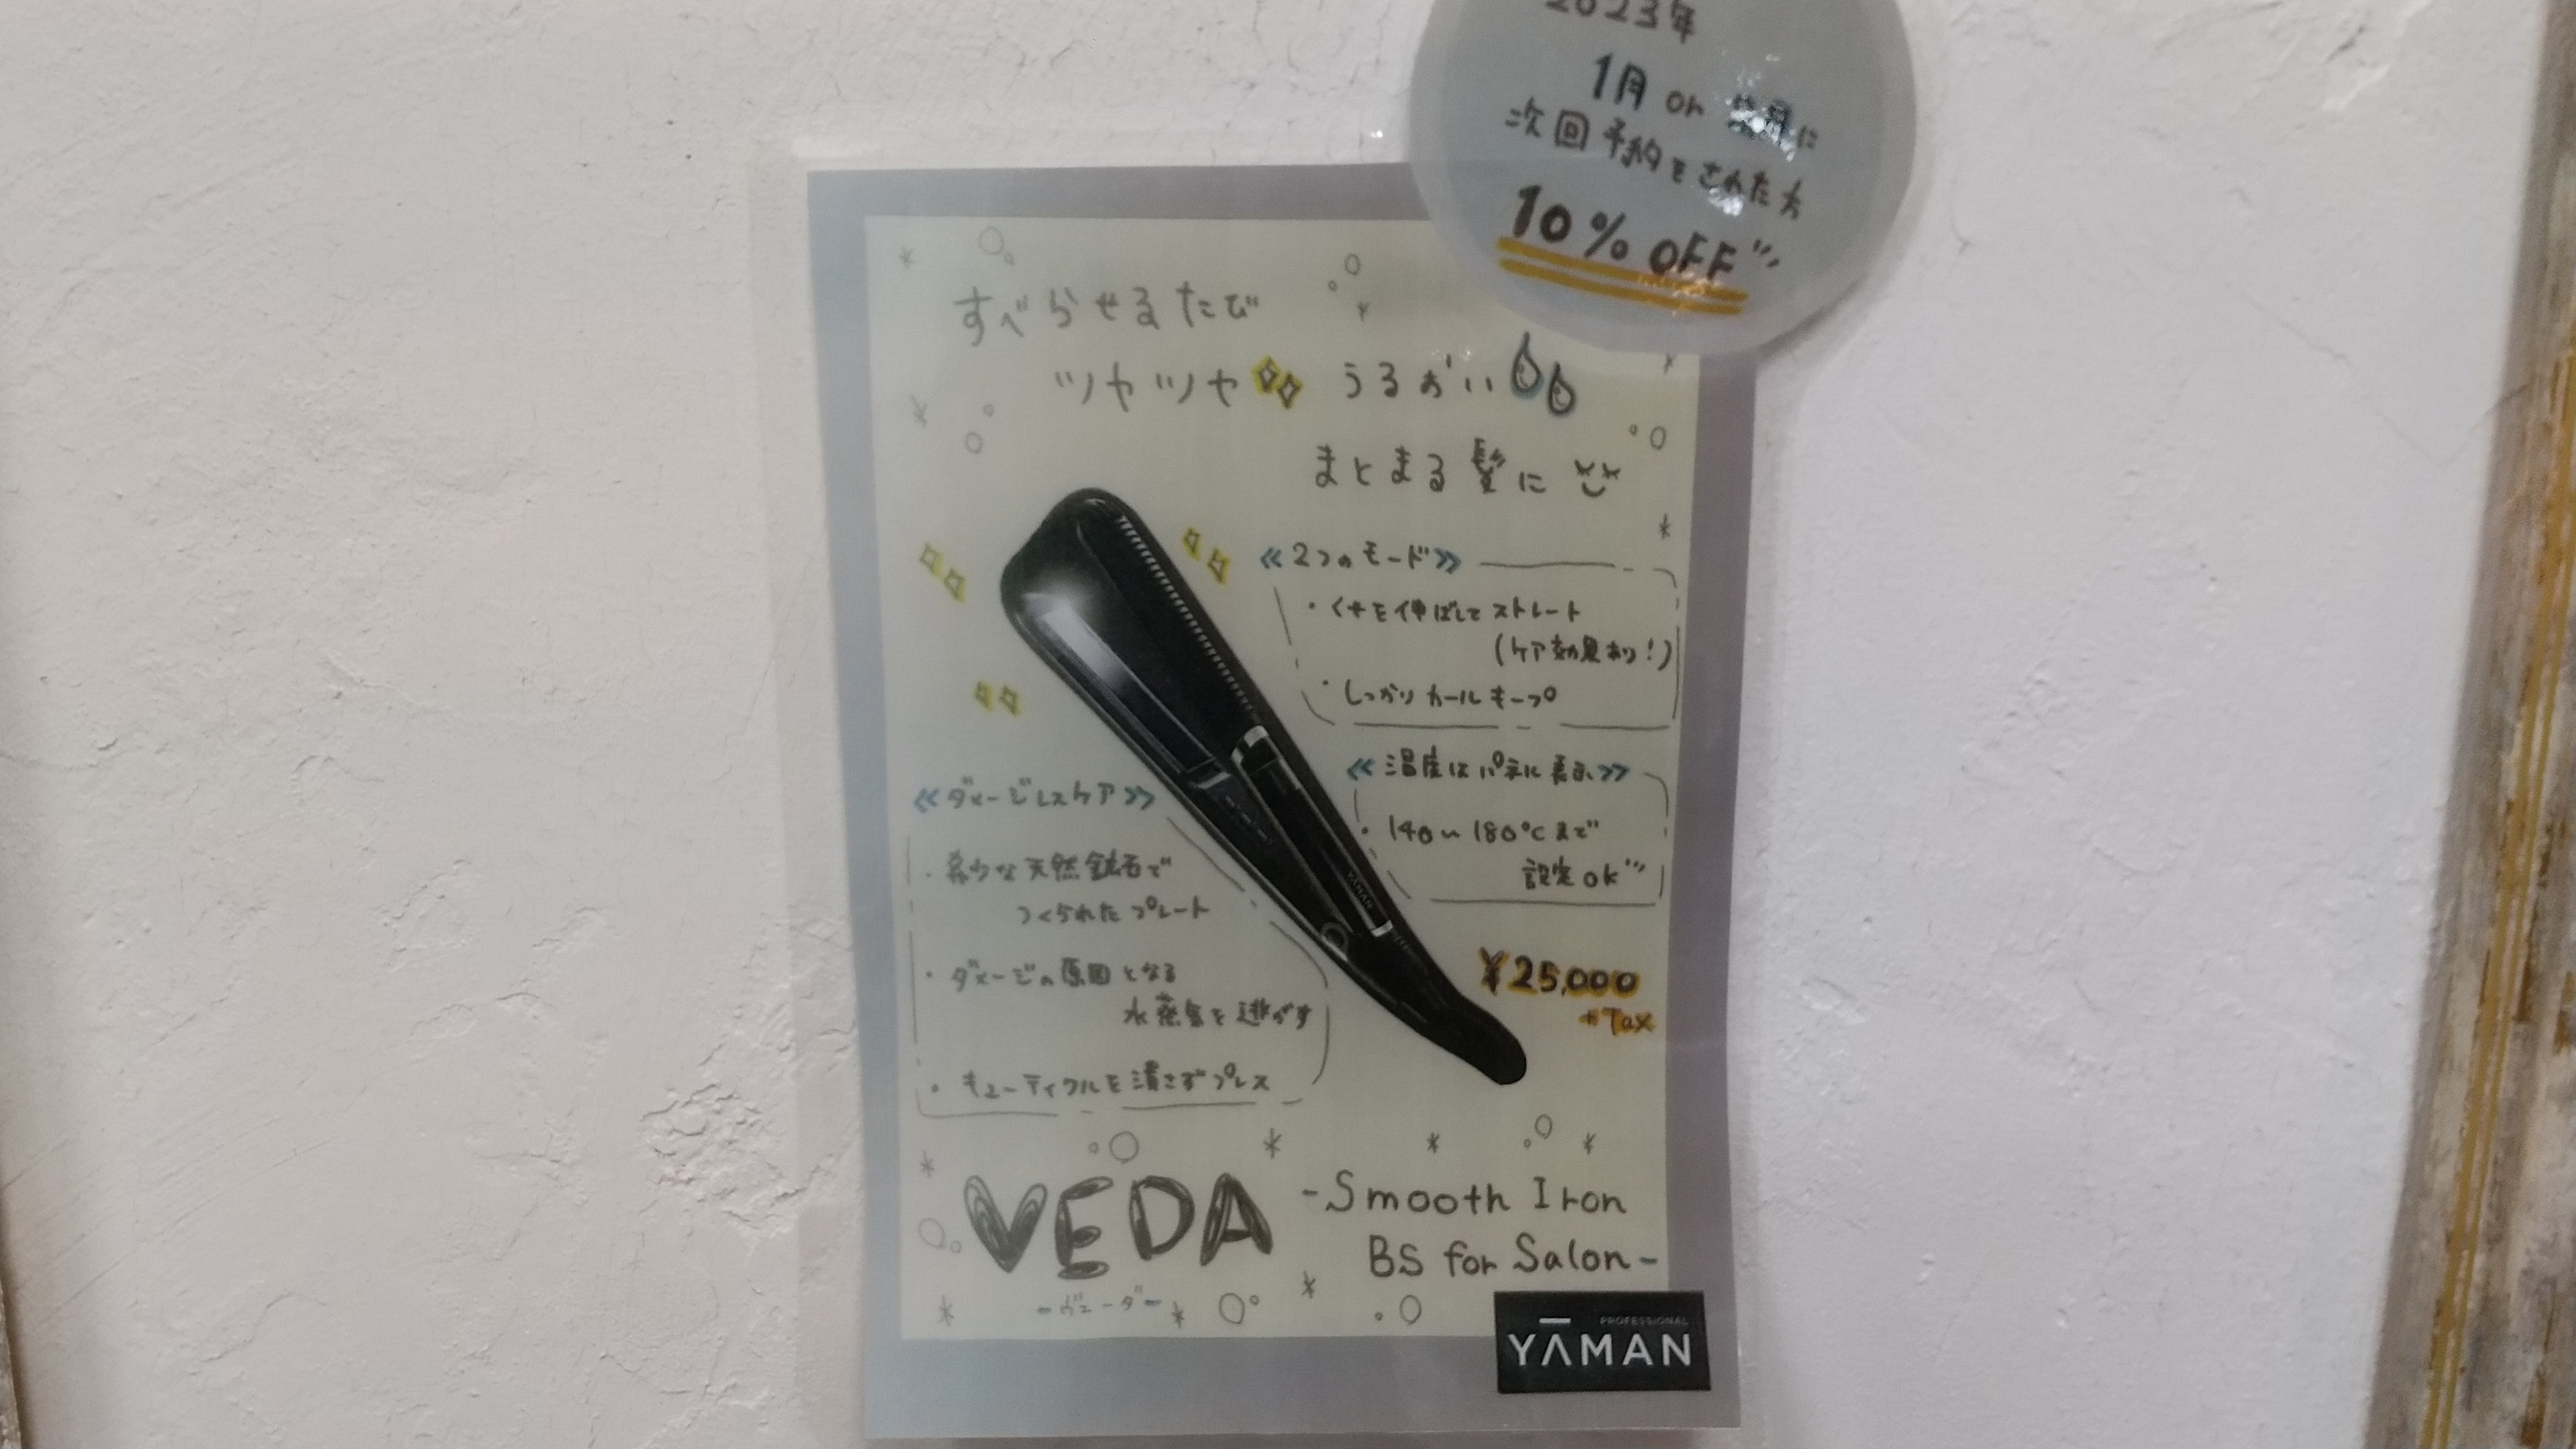 2023年
1月 or
に
次回予約をされた方
10% OFF
すべらせるたび
ツヤツヤ うるおい
まとまる髪に
《2つのモード》
・くせを伸ばしてストレート
(ケア効果あり!)
・しっかりカールキープ
《温度はパネル表示》
・140~180℃まで
設定ok
《ダメージレスケア》
・希少な天然鉱石で
つくられたプレート
・ダメージの原因となる
水蒸気を逃がす
・キューティクルを潰さずプレス
¥25,000
+Tax
VEDA
-ヴェーダ-
-Smooth Iron
BS for Salon-
YAMAN
PROFESSIONAL
YĀMAN